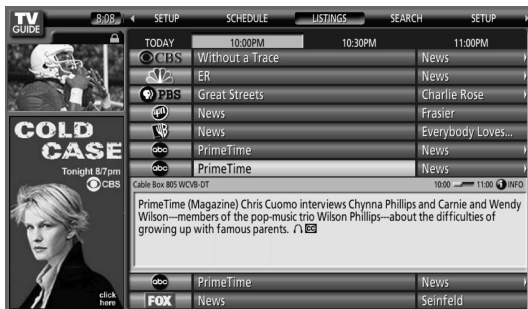 TV
GUIDE
8:08
SETUP SCHEDULE LISTINGS SEARCH SETUP
TODAY 10:00PM 10:30PM 11:00PM
CBS Without a Trace News
ER News
PBS Great Streets Charlie Rose
upn News Frasier
WB News Everybody Loves...
abc PrimeTime News
abc PrimeTime News
Cable Box 805 WCVB-DT 10:00 11:00 i INFO
PrimeTime (Magazine) Chris Cuomo interviews Chynna Phillips and Carnie and Wendy
Wilson---members of the pop-music trio Wilson Phillips---about the difficulties of
growing up with famous parents. CC
abc PrimeTime News
FOX News Seinfeld
COLD
CASE
Tonight 8/7pm
CBS
click
here